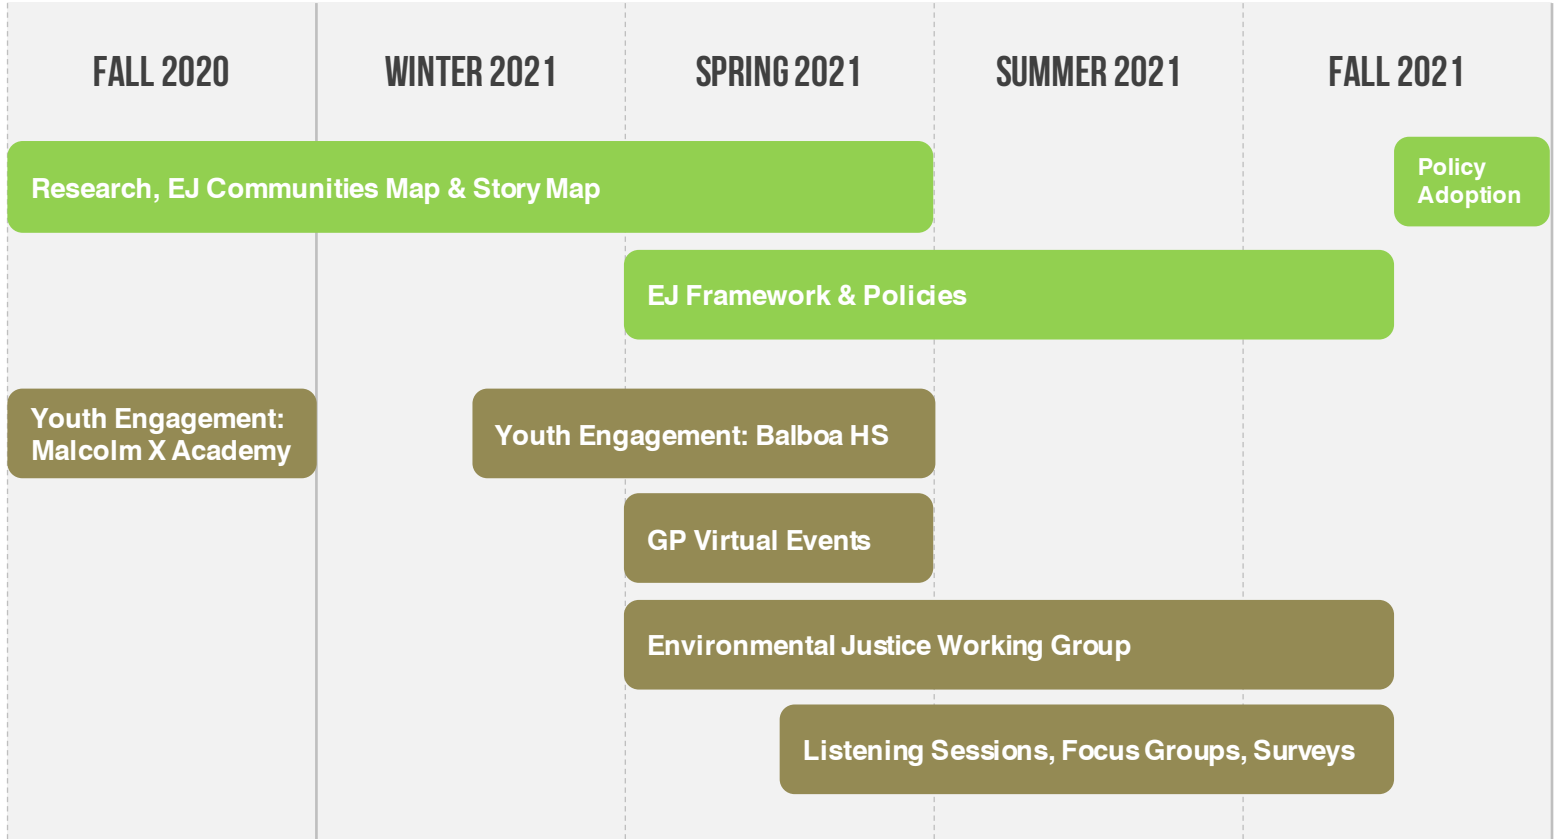 FALL 2020
WINTER 2021
SPRING 2021
SUMMER 2021
FALL 2021
Research, EJ Communities Map & Story Map
Policy
Adoption
EJ Framework & Policies
Youth Engagement:
Malcolm X Academy
Youth Engagement: Balboa HS
GP Virtual Events
Environmental Justice Working Group
Listening Sessions, Focus Groups, Surveys